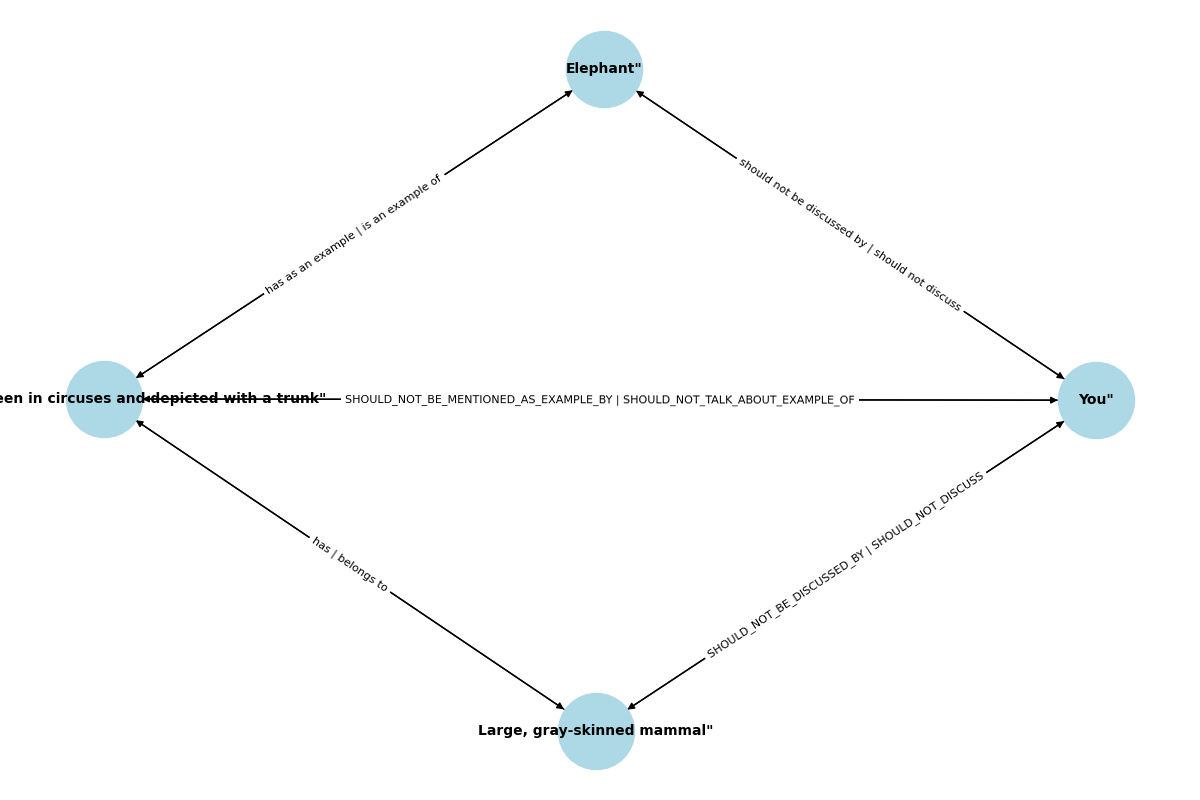 Elephant"
should not be discussed by | should not discuss
has as an example | is an example of
een in circuses and depicted with a trunk"
SHOULD_NOT_BE_MENTIONED_AS_EXAMPLE_BY | SHOULD_NOT_TALK_ABOUT_EXAMPLE_OF
You"
has | belongs to
SHOULD_NOT_BE_DISCUSSED_BY | SHOULD_NOT_DISCUSS
Large, gray-skinned mammal"